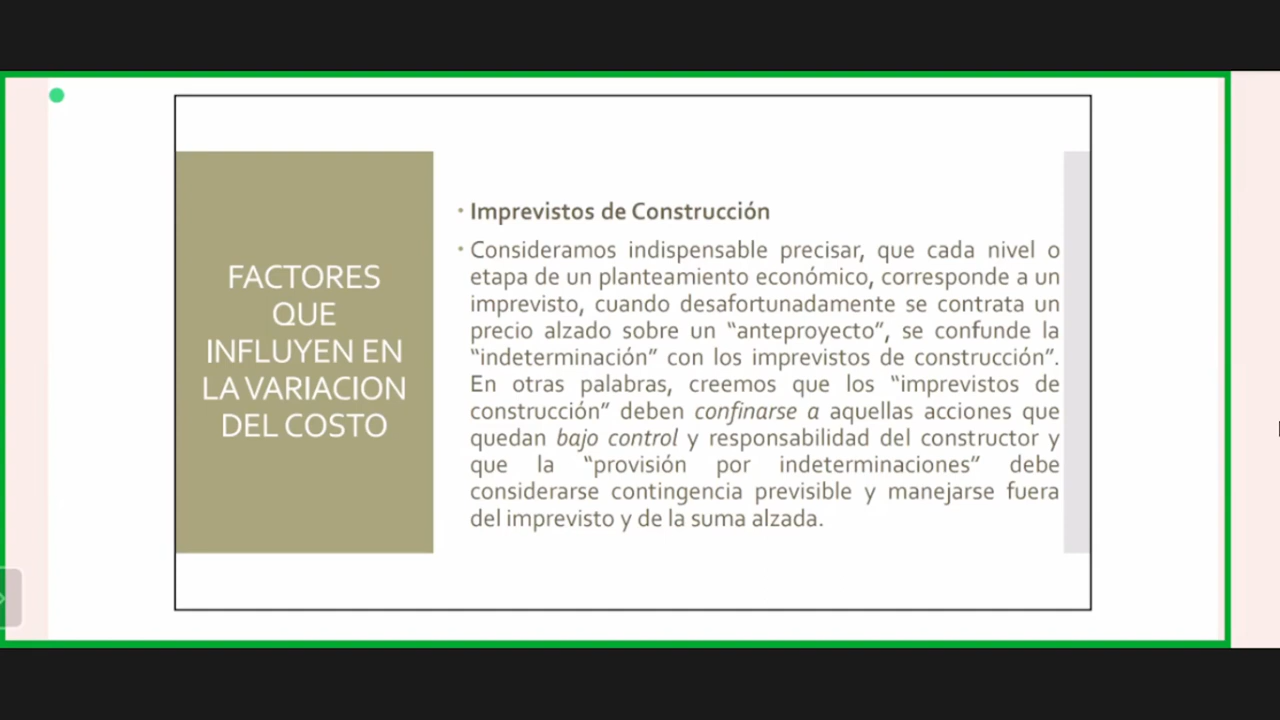 FACTORES
QUE
INFLUYEN EN
LA VARIACION
DEL COSTO
• Imprevistos de Construcción
• Consideramos indispensable precisar, que cada nivel o
etapa de un planteamiento económico, corresponde a un
imprevisto, cuando desafortunadamente se contrata un
precio alzado sobre un “anteproyecto”, se confunde la
“indeterminación” con los imprevistos de construcción”.
En otras palabras, creemos que los “imprevistos de
construcción” deben confinarse a aquellas acciones que
quedan bajo control y responsabilidad del constructor y
que la “provisión por indeterminaciones” debe
considerarse contingencia previsible y manejarse fuera
del imprevisto y de la suma alzada.